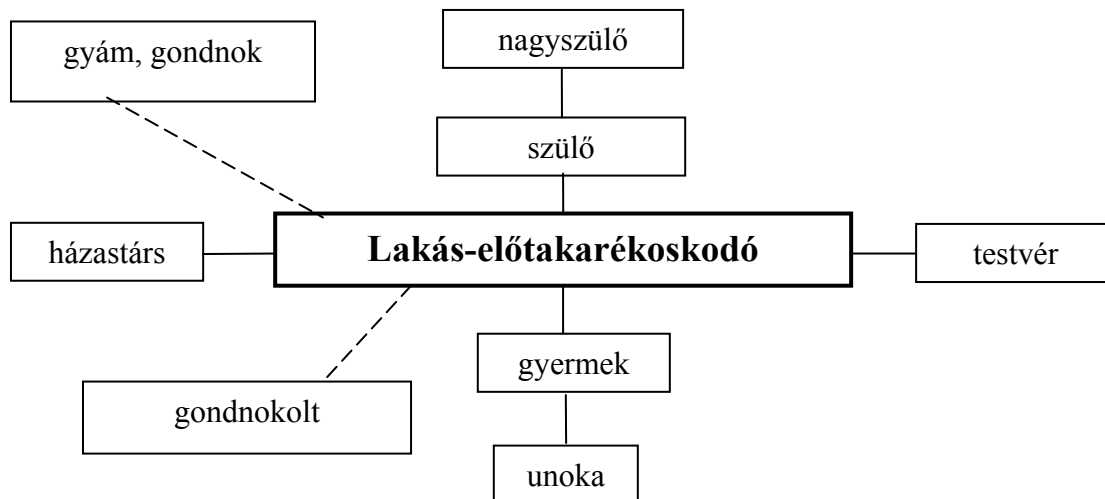 gyám, gondnok
nagyszülő
szülő
házastárs
Lakás-előtakarékoskodó
testvér
gyermek
gondnokolt
unoka